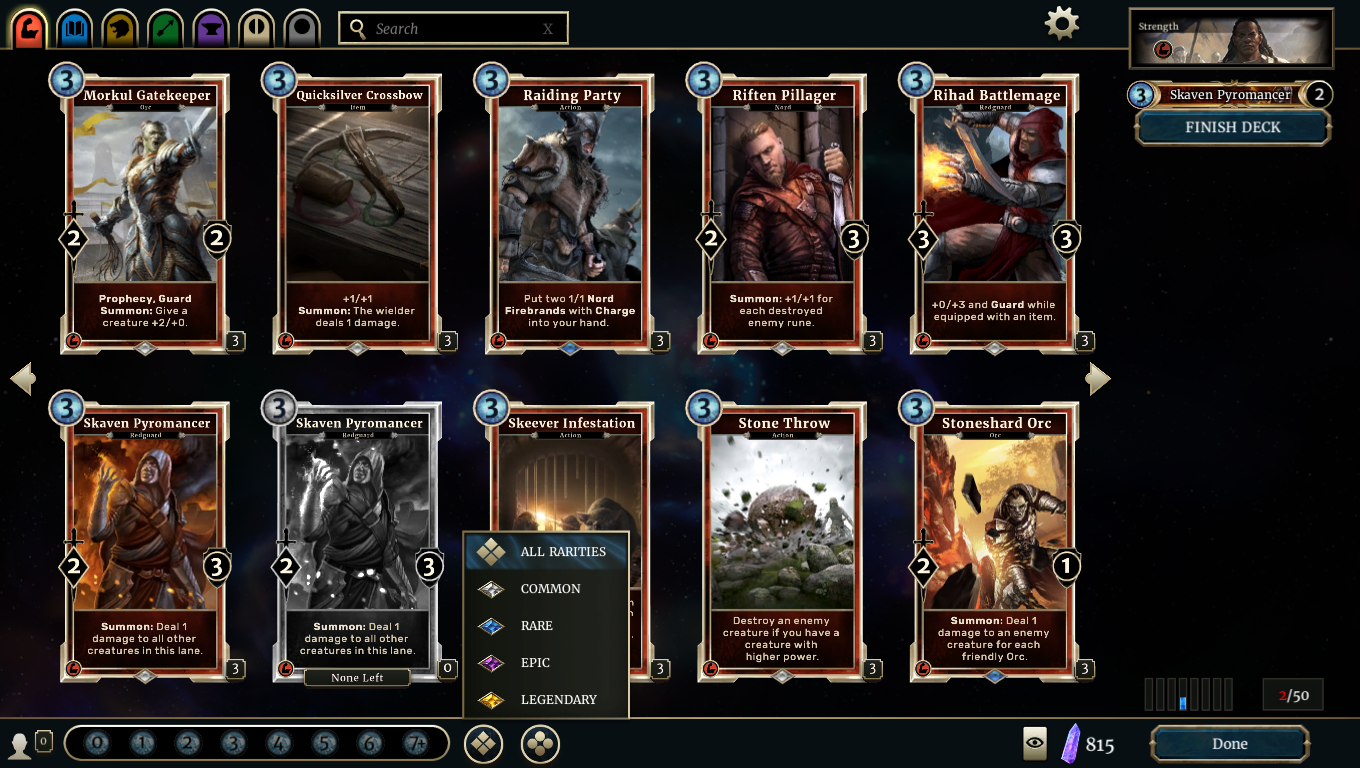 Search X
Strength
3 Skaven Pyromancer 2
FINISH DECK
3
Morkul Gatekeeper
Orc
2 2
Prophecy, Guard
Summon: Give a
creature +2/+0.
3
3
Quicksilver Crossbow
Item
+1/+1
Summon: The wielder
deals 1 damage.
3
3
Raiding Party
Action
Put two 1/1 Nord
Firebrands with Charge
into your hand.
3
3
Riften Pillager
Nord
2 3
Summon: +1/+1 for
each destroyed
enemy rune.
3
3
Rihad Battlemage
Redguard
3 3
+0/+3 and Guard while
equipped with an item.
3
3
Skaven Pyromancer
Redguard
2 3
Summon: Deal 1
damage to all other
creatures in this lane.
3
3
Skaven Pyromancer
Redguard
2 3
Summon: Deal 1
damage to all other
creatures in this lane.
0
None Left
3
Skeever Infestation
Action
3
3
Stone Throw
Action
Destroy an enemy
creature if you have a
creature with
higher power.
3
3
Stoneshard Orc
Orc
2 1
Summon: Deal 1
damage to an enemy
creature for each
friendly Orc.
3
ALL RARITIES
COMMON
RARE
EPIC
LEGENDARY
2/50
0
0 1 2 3 4 5 6 7+
815
Done